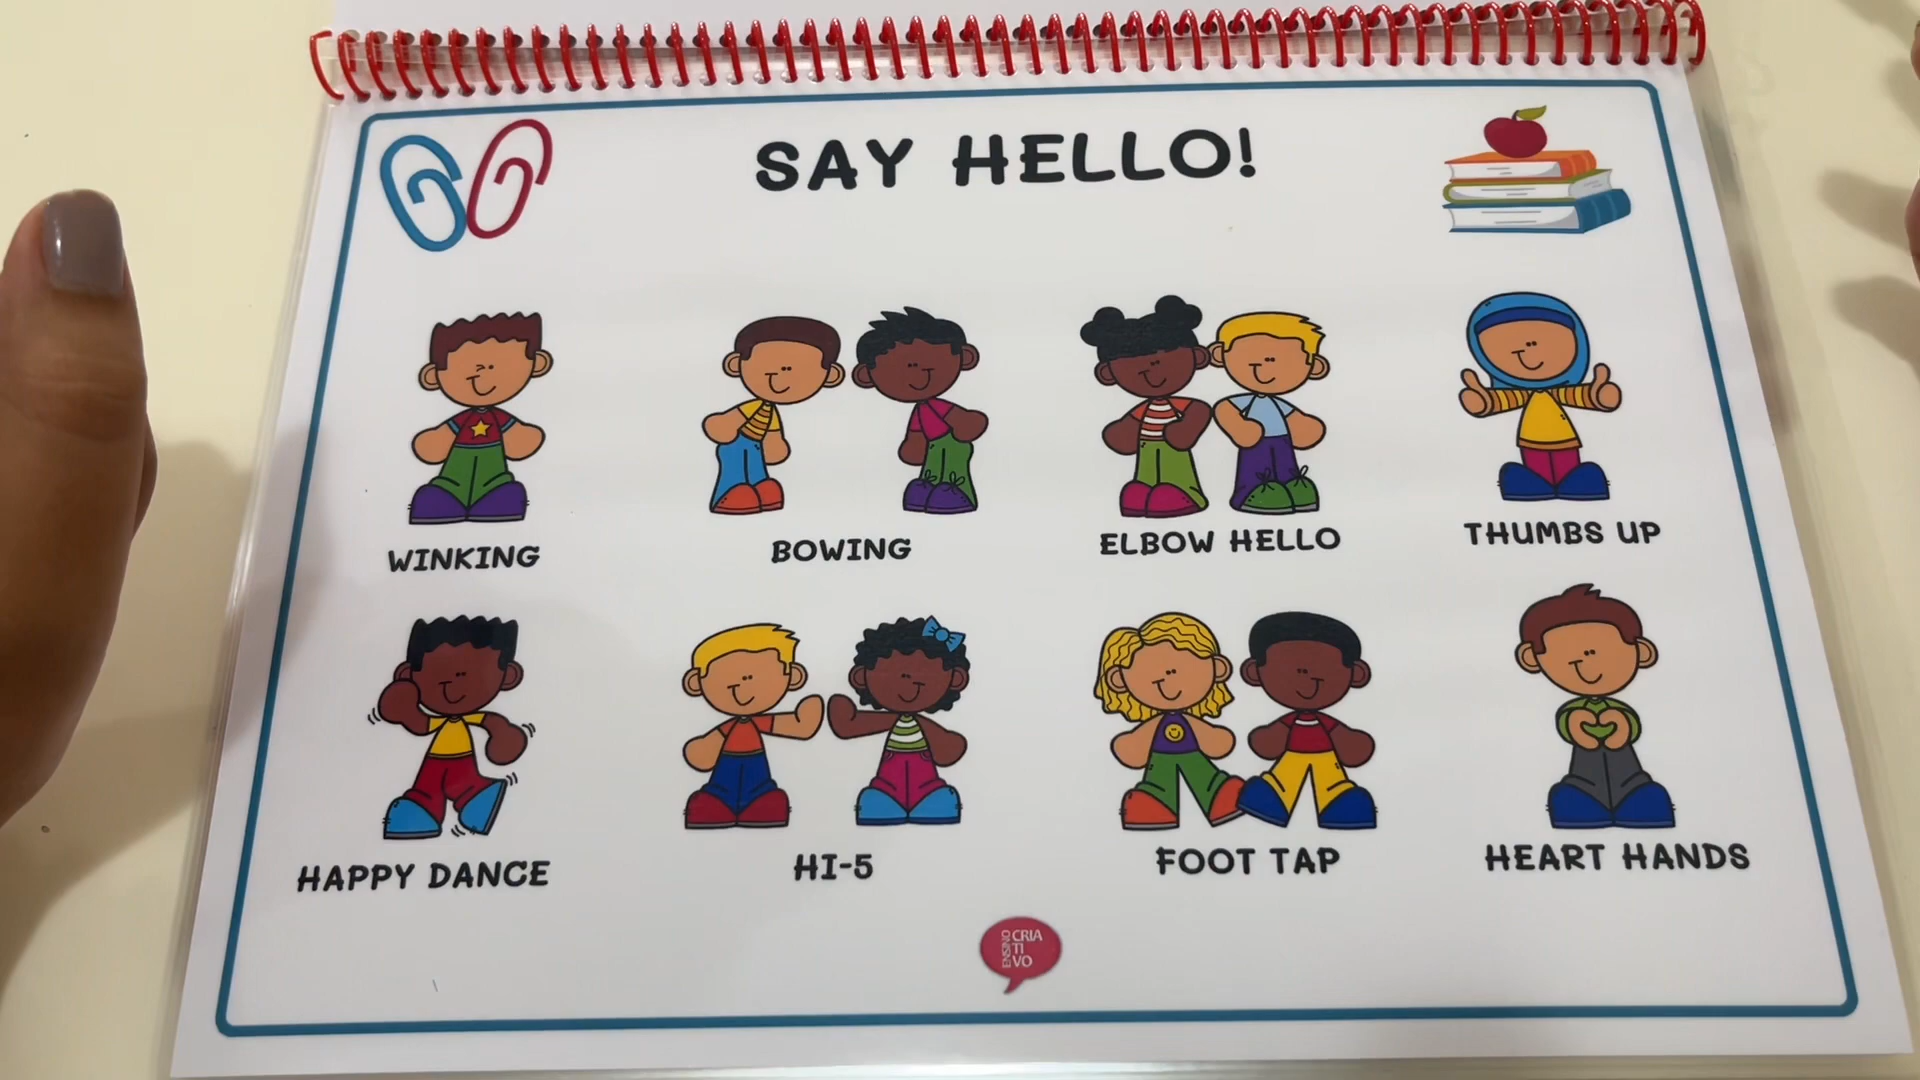 SAY HELLO!
WINKING
BOWING
ELBOW HELLO
THUMBS UP
HAPPY DANCE
HI-5
FOOT TAP
HEART HANDS
ENSINO
CRIA
TI
VO